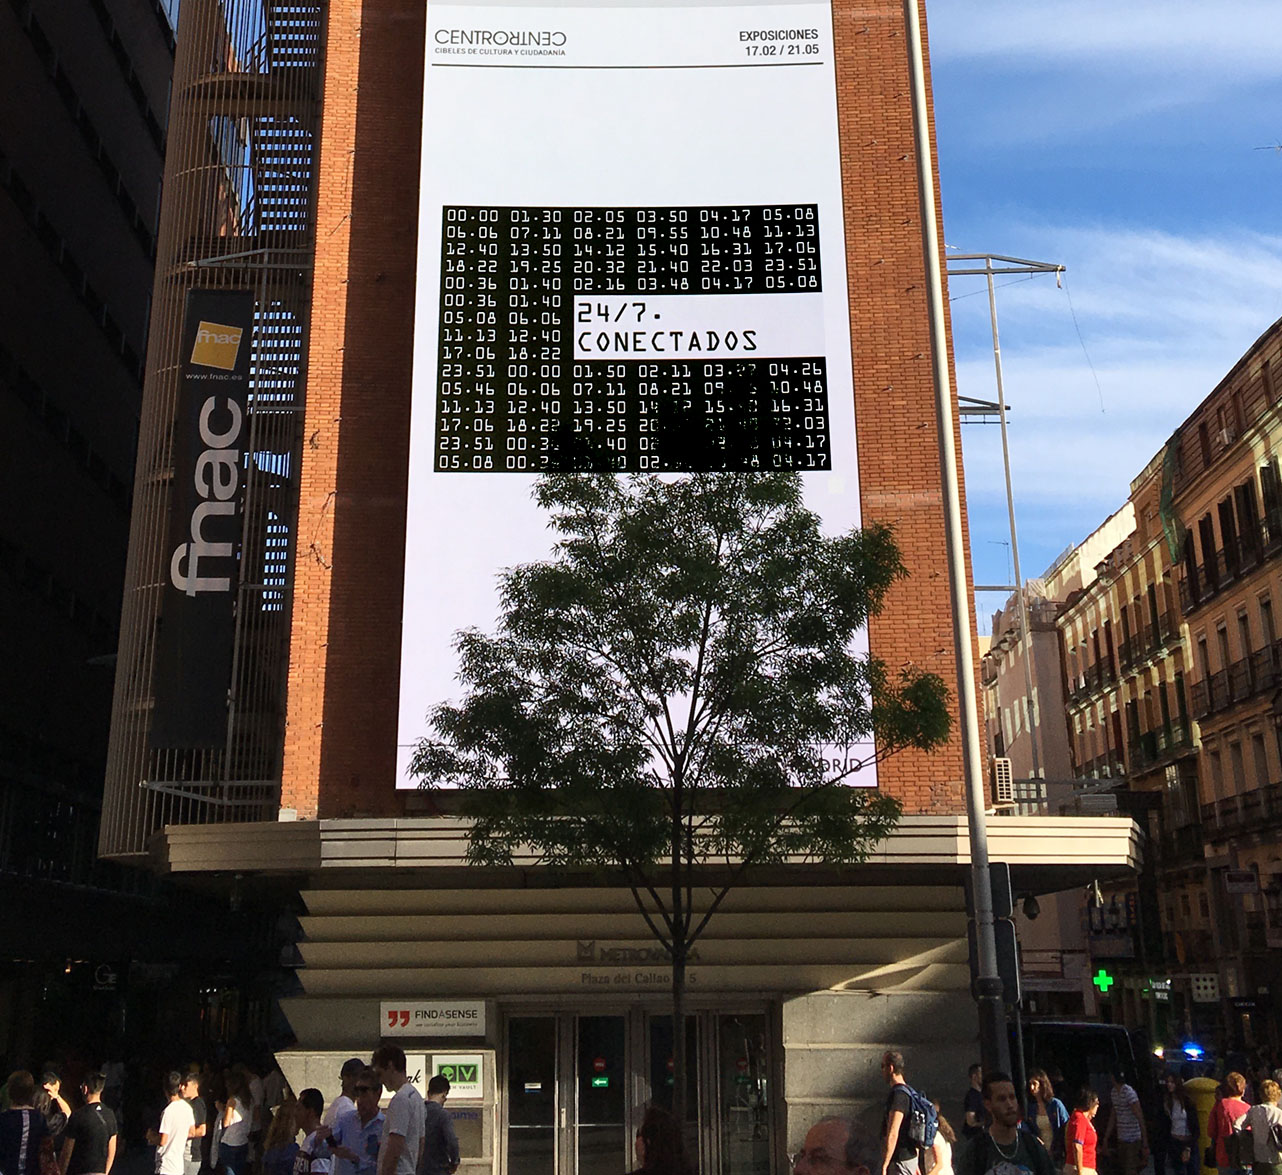 CENTROCENTRO
CIBELES DE CULTURA Y CIUDADANÍA
EXPOSICIONES
17.02 / 21.05
00.00 01.30 02.05 03.50 04.17 05.08
06.06 07.11 08.21 09.55 10.48 11.13
12.40 13.50 14.12 15.40 16.31 17.06
18.22 19.25 20.32 21.40 22.03 23.51
00.00 01.50 02.16 03.48 04.17 05.08
00.36 01.40
05.08 06.06
11.13 12.40
17.06 18.22
24/7.
CONECTADOS
23.51 00.00 01.50 02.11 04.26
05.46 06.06 07.11 08.21 10.48
11.13 12.40 13.50 16.31
17.06 18.22 19.25
23.51 04.17
05.08 04.17
fnac
www.fnac.es
fnac
METROVACESA
Plaza del Callao 5
FINDASENSE